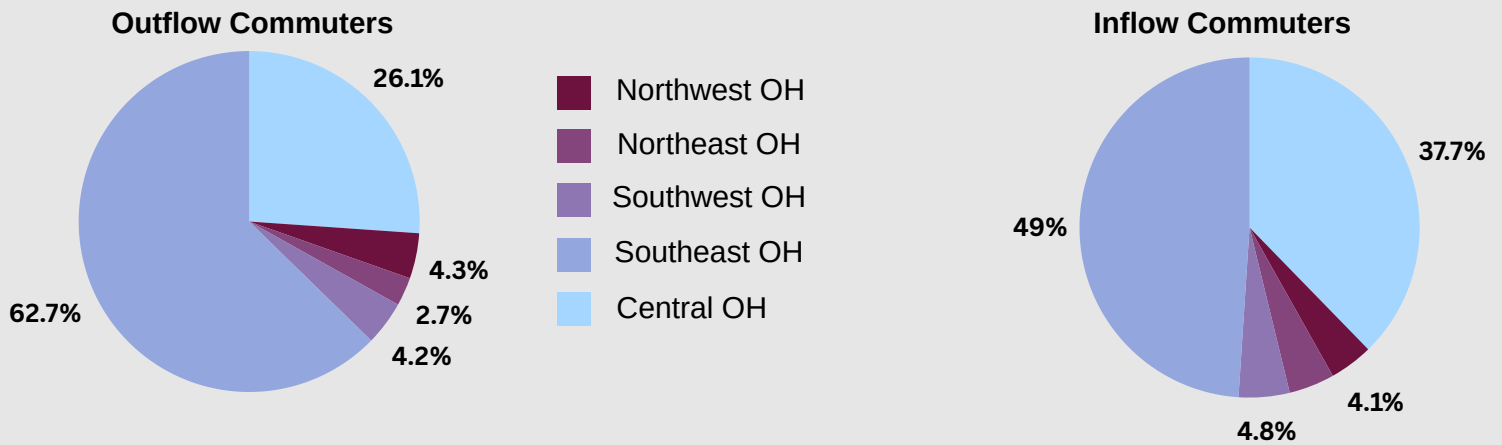 Outflow Commuters
26.1%
4.3%
2.7%
4.2%
62.7%
Northwest OH
Northeast OH
Southwest OH
Southeast OH
Central OH
Inflow Commuters
37.7%
4.1%
4.8%
49%